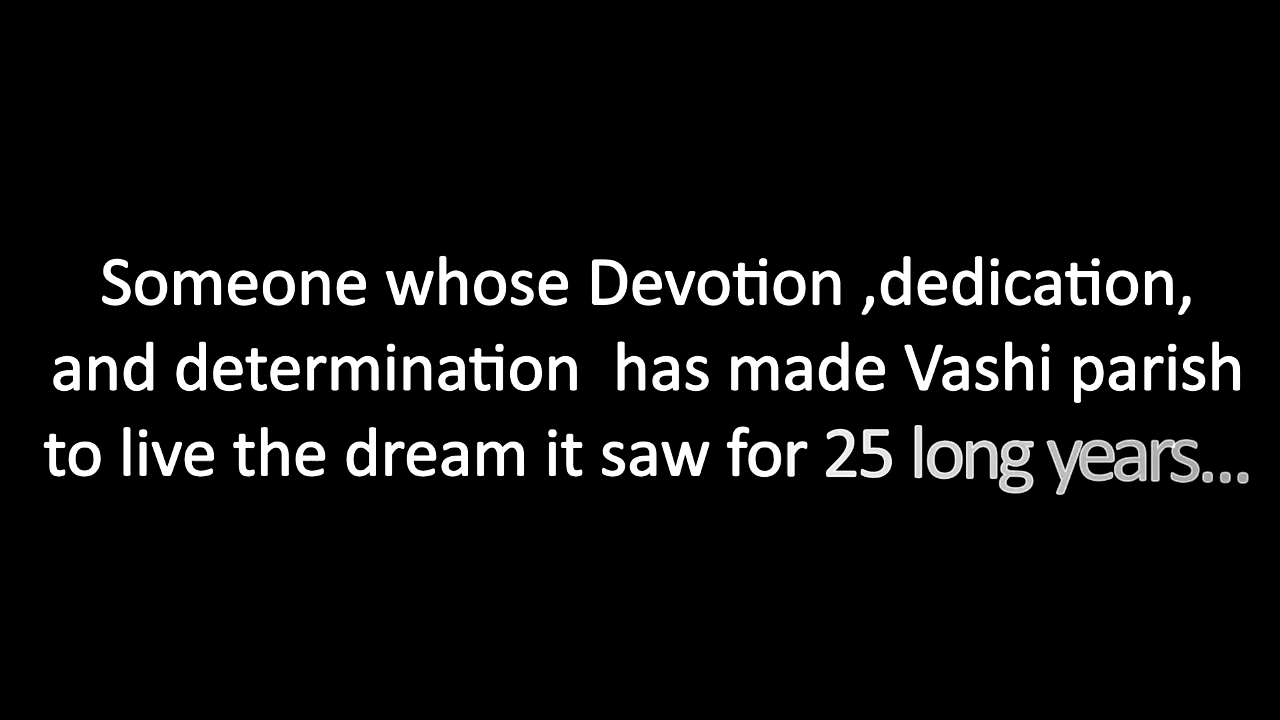 Someone whose Devotion ,dedication,
and determination  has made Vashi parish
to live the dream it saw for 25 long years...